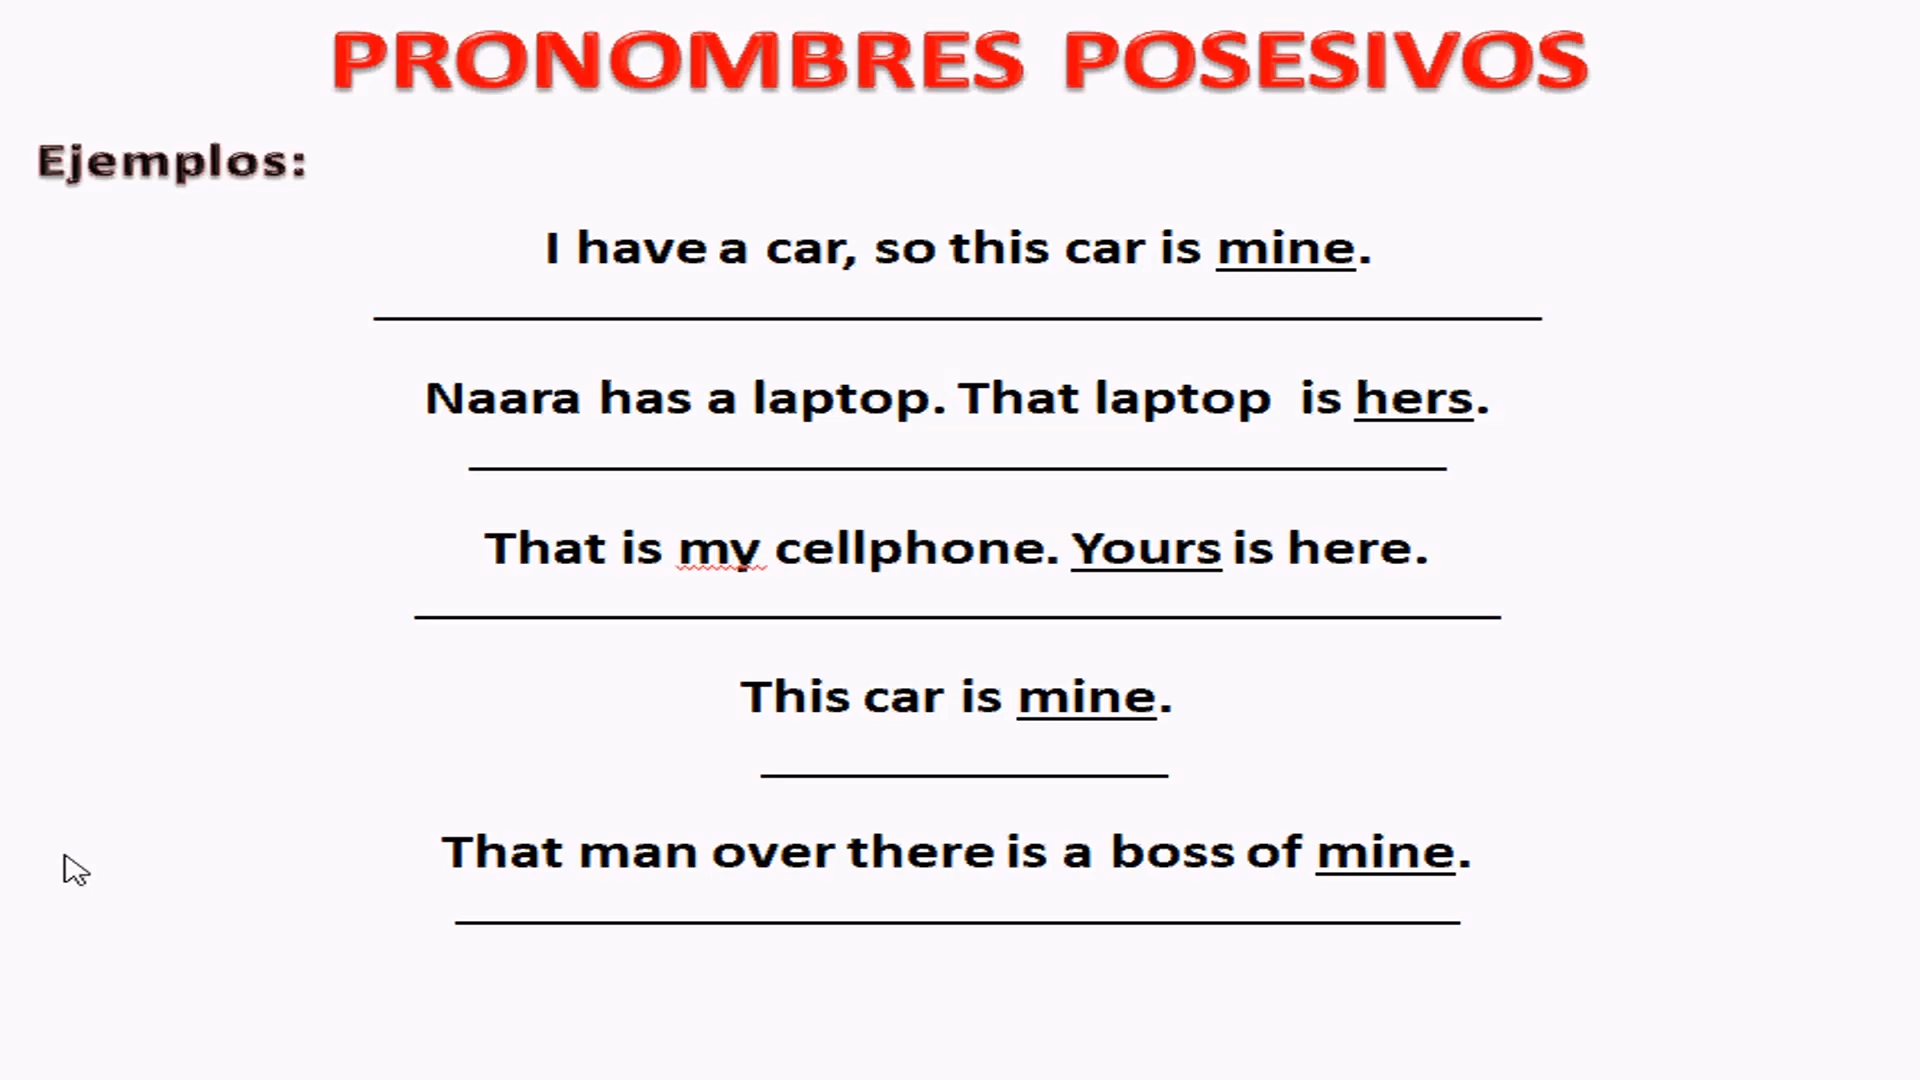 PRONOMBRES POSESIVOS
Ejemplos:
I have a car, so this car is mine.
Naara has a laptop. That laptop is hers.
That is my cellphone. Yours is here.
This car is mine.
That man over there is a boss of mine.